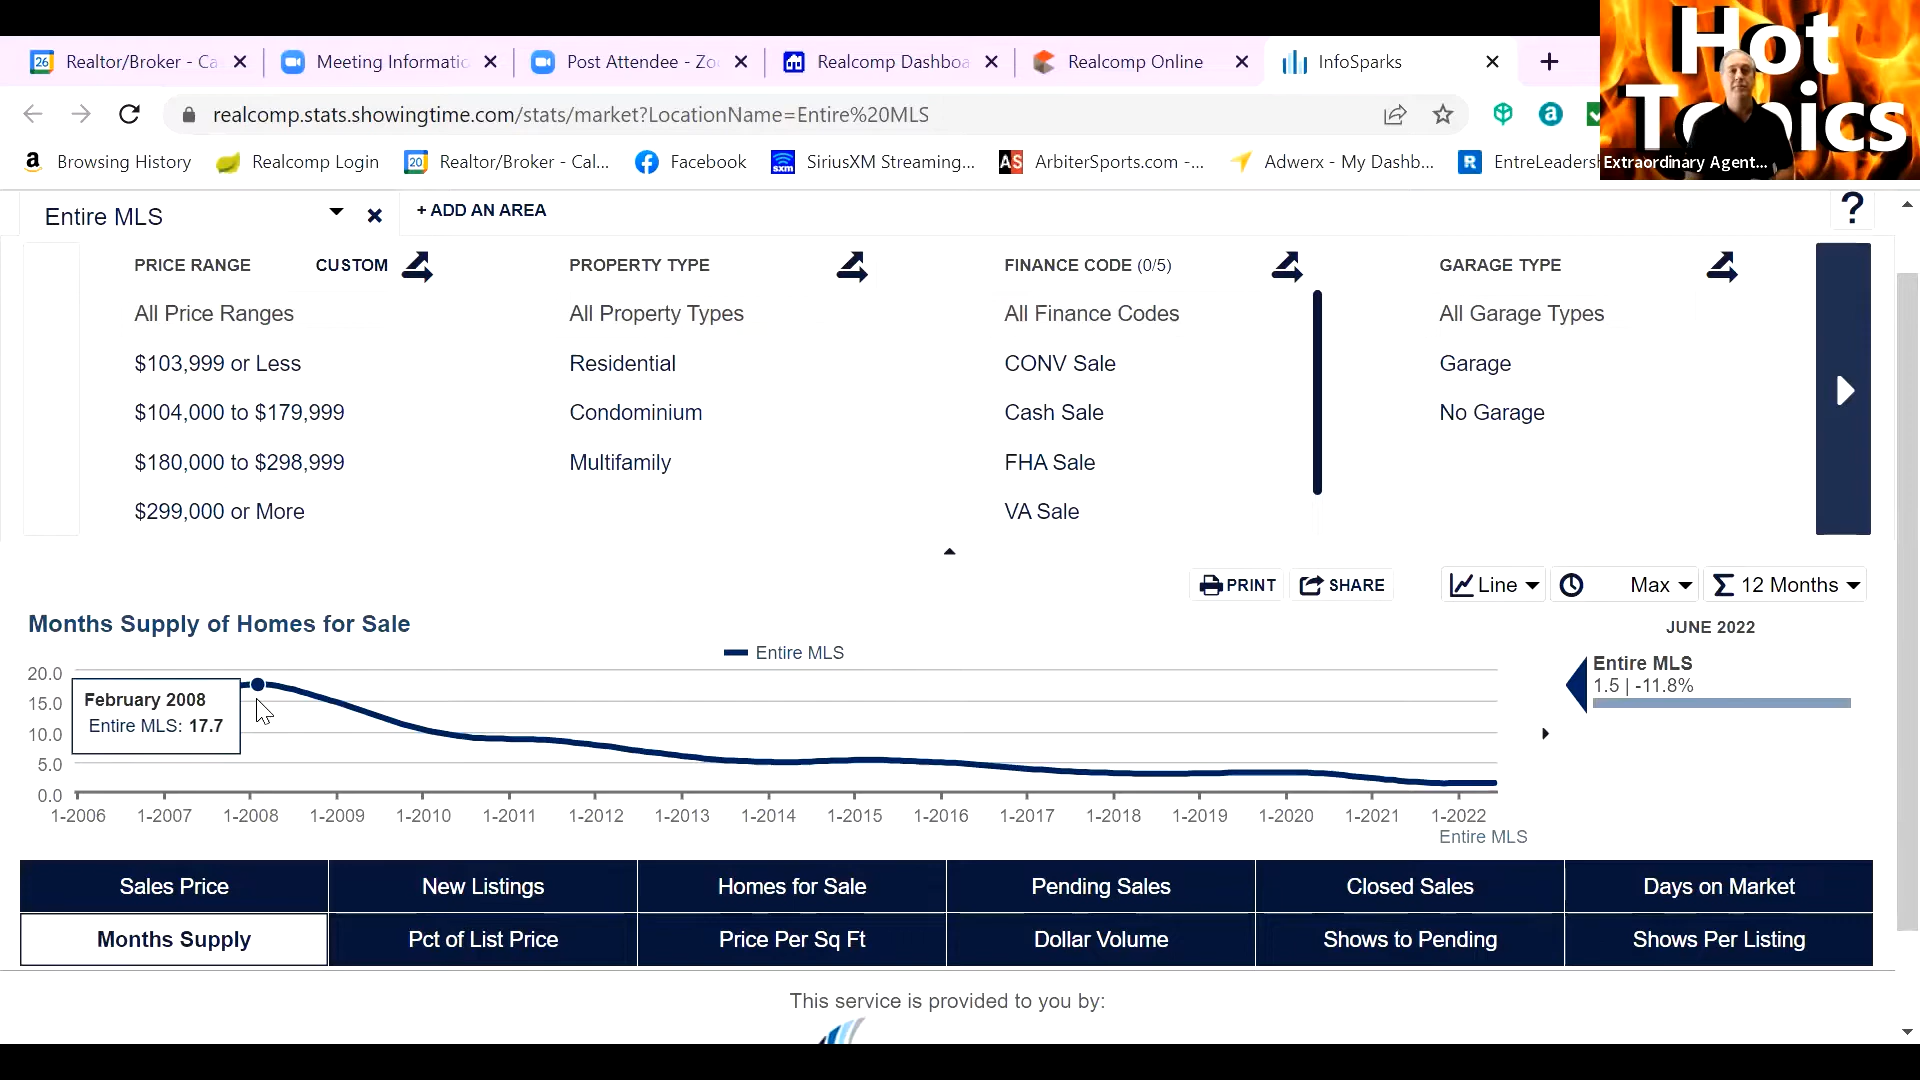 Realtor/Broker - Ca
Meeting Informatic
Post Attendee - Zo
Realcomp Dashboa
Realcomp Online
InfoSparks
Hot
Topics
Extraordinary Agent...
realcomp.stats.showingtime.com/stats/market?LocationName=Entire%20MLS
Browsing History
Realcomp Login
Realtor/Broker - Cal...
Facebook
SiriusXM Streaming...
ArbiterSports.com -...
Adwerx - My Dashb...
EntreLeaders
Entire MLS
+ ADD AN AREA
?
PRICE RANGE CUSTOM
All Price Ranges
$103,999 or Less
$104,000 to $179,999
$180,000 to $298,999
$299,000 or More
PROPERTY TYPE
All Property Types
Residential
Condominium
Multifamily
FINANCE CODE (0/5)
All Finance Codes
CONV Sale
Cash Sale
FHA Sale
VA Sale
GARAGE TYPE
All Garage Types
Garage
No Garage
PRINT
SHARE
Line
Max
12 Months
Months Supply of Homes for Sale
Entire MLS
JUNE 2022
Entire MLS
1.5 | -11.8%
20.0
15.0
10.0
5.0
0.0
February 2008
Entire MLS: 17.7
1-2006 1-2007 1-2008 1-2009 1-2010 1-2011 1-2012 1-2013 1-2014 1-2015 1-2016 1-2017 1-2018 1-2019 1-2020 1-2021 1-2022
Entire MLS
Sales Price New Listings Homes for Sale Pending Sales Closed Sales Days on Market
Months Supply Pct of List Price Price Per Sq Ft Dollar Volume Shows to Pending Shows Per Listing
This service is provided to you by: